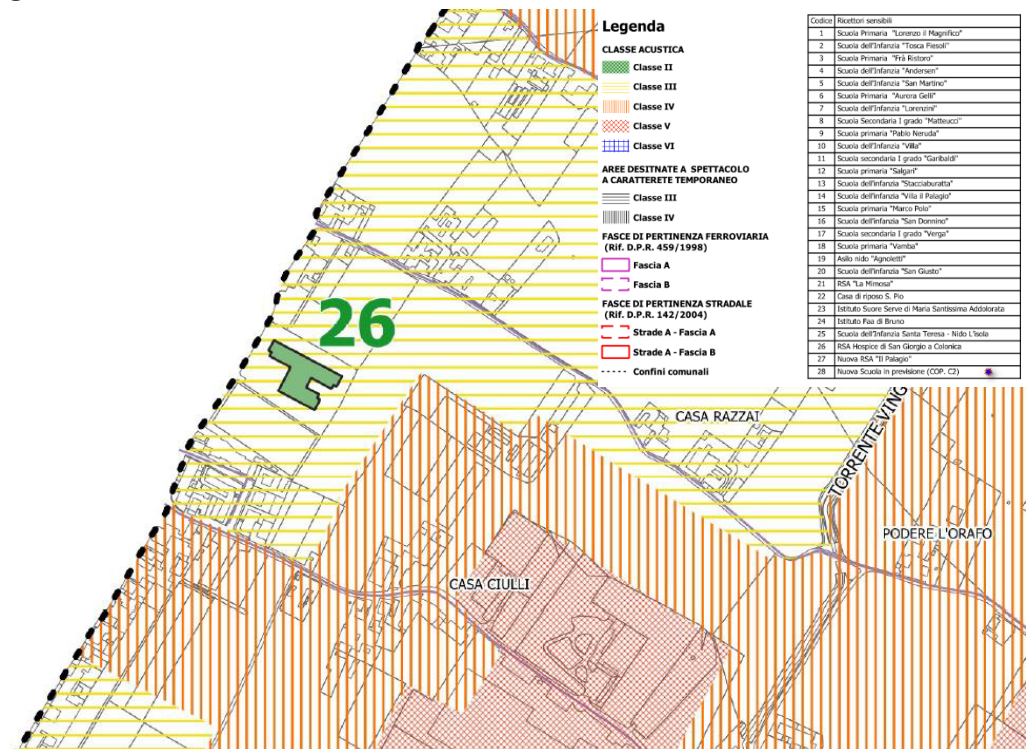 Legenda
CLASSE ACUSTICA
Classe II
Classe III
Classe IV
Classe V
Classe VI
AREE DESITNATE A SPETTACOLO
A CARATTERETE TEMPORANEO
Classe III
Classe IV
FASCE DI PERTINENZA FERROVIARIA
(Rif. D.P.R. 459/1998)
Fascia A
Fascia B
FASCE DI PERTINENZA STRADALE
(Rif. D.P.R. 142/2004)
Strade A - Fascia A
Strade A - Fascia B
Confini comunali
Codice Ricettori sensibili
1 Scuola Primaria "Lorenzo il Magnifico"
2 Scuola dell'Infanzia "Tosca Fiesoli"
3 Scuola Primaria "Frà Ristoro"
4 Scuola dell'Infanzia "Andersen"
5 Scuola dell'Infanzia "San Martino"
6 Scuola Primaria "Aurora Gelli"
7 Scuola dell'Infanzia "Lorenzini"
8 Scuola Secondaria I grado "Matteucci"
9 Scuola primaria "Pablo Neruda"
10 Scuola dell'Infanzia "Villa"
11 Scuola secondaria I grado "Garibaldi"
12 Scuola primaria "Salgari"
13 Scuola dell'infanzia "Stacciaburatta"
14 Scuola dell'infanzia "Villa il Palagio"
15 Scuola primaria "Marco Polo"
16 Scuola dell'infanzia "San Donnino"
17 Scuola secondaria I grado "Verga"
18 Scuola primaria "Vamba"
19 Asilo nido "Agnoletti"
20 Scuola dell'infanzia "San Giusto"
21 RSA "La Mimosa"
22 Casa di riposo S. Pio
23 Istituto Suore Serve di Maria Santissima Addolorata
24 Istituto Faa di Bruno
25 Scuola dell'Infanzia Santa Teresa - Nido L'isola
26 RSA Hospice di San Giorgio a Colonica
27 Nuova RSA "Il Palagio"
28 Nuova Scuola in previsione (COP. C2)
26
CASA RAZZAI
TORRENTE VING
PODERE L'ORAFO
CASA CIULLI